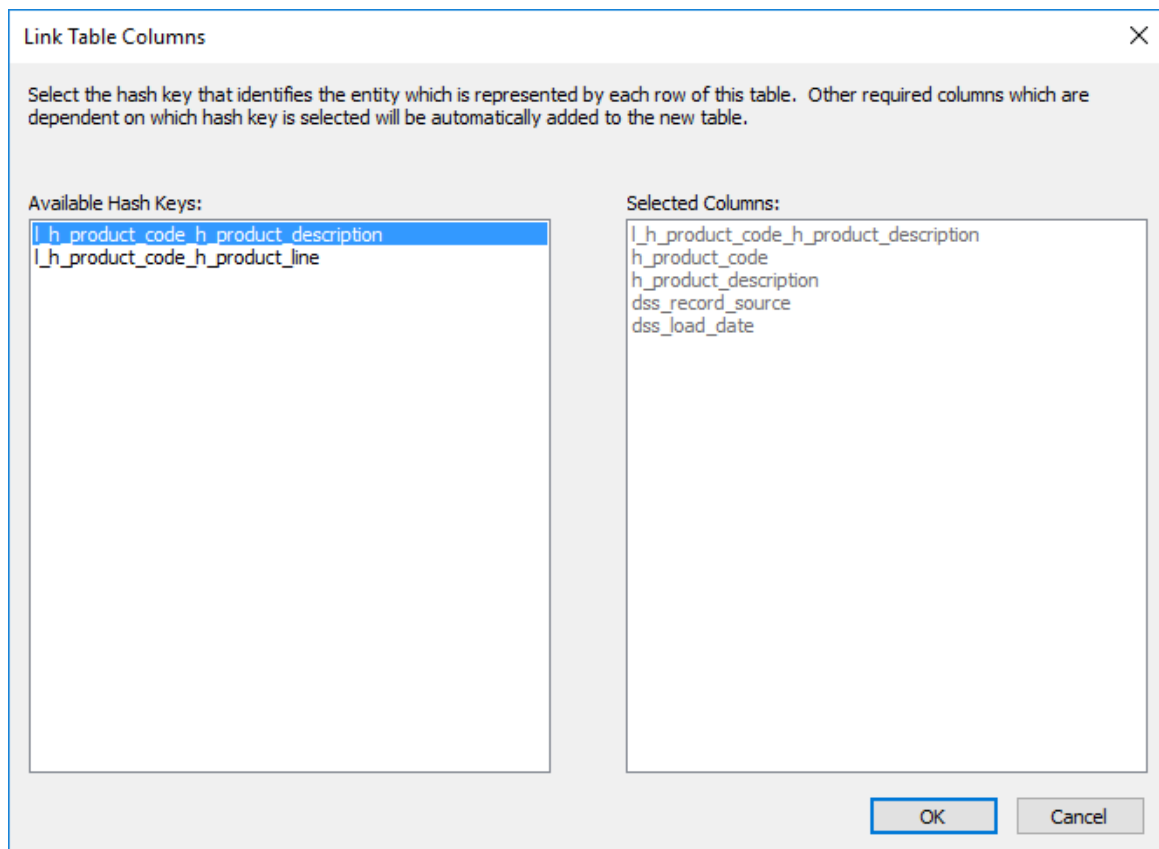 Link Table Columns
Select the hash key that identifies the entity which is represented by each row of this table.  Other required columns which are
dependent on which hash key is selected will be automatically added to the new table.
Available Hash Keys:
l_h_product_code_h_product_description
l_h_product_code_h_product_line
Selected Columns:
l_h_product_code_h_product_description
h_product_code
h_product_description
dss_record_source
dss_load_date
OK
Cancel